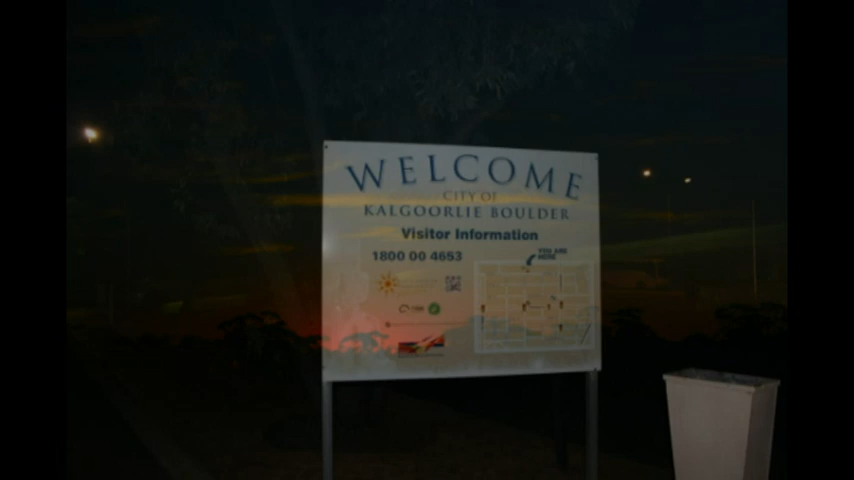 WELCOME
CITY OF
KALGOORLIE BOULDER
Visitor Information
1800 00 4653
YOU ARE
HERE